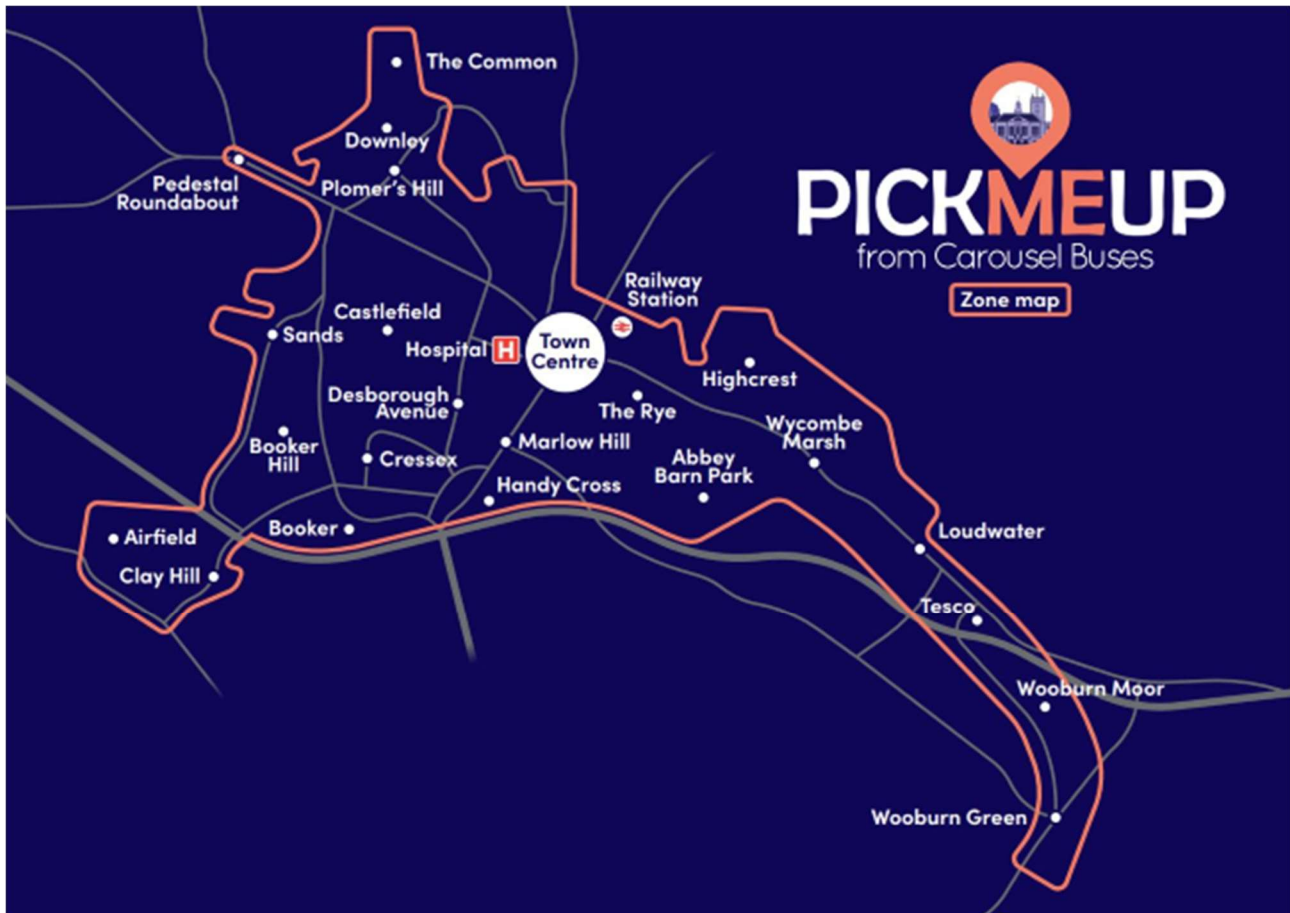 The Common
Downley
Plomer's Hill
Pedestal
Roundabout
PICKMEUP
from Carousel Buses
Zone map
Railway
Station
Castlefield
Sands
Hospital H
Town
Centre
Highcrest
Desborough
Avenue
The Rye
Wycombe
Marsh
Booker
Hill
Cressex
Marlow Hill
Abbey
Barn Park
Handy Cross
Airfield
Booker
Loudwater
Clay Hill
Tesco
Wooburn Moor
Wooburn Green